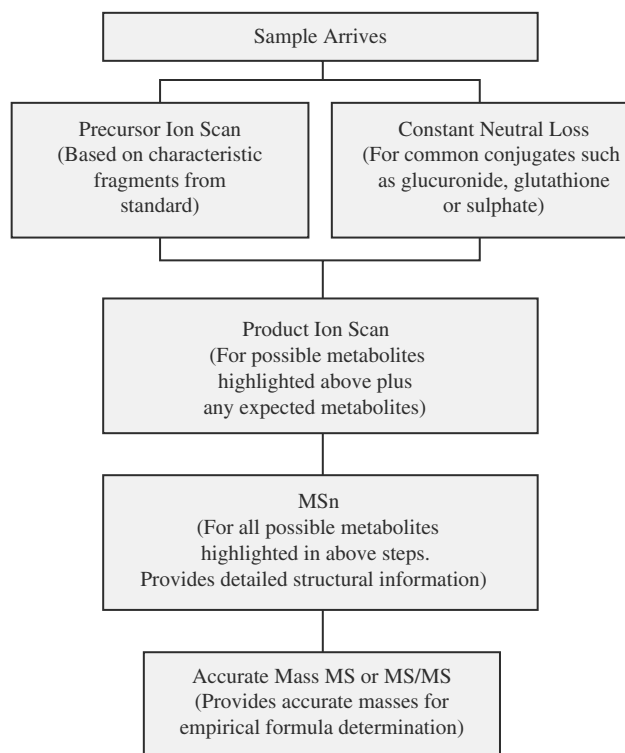 Sample Arrives
Precursor Ion Scan
(Based on characteristic
fragments from
standard)
Constant Neutral Loss
(For common conjugates such
as glucuronide, glutathione
or sulphate)
Product Ion Scan
(For possible metabolites
highlighted above plus
any expected metabolites)
MSn
(For all possible metabolites
highlighted in above steps.
Provides detailed structural information)
Accurate Mass MS or MS/MS
(Provides accurate masses for
empirical formula determination)